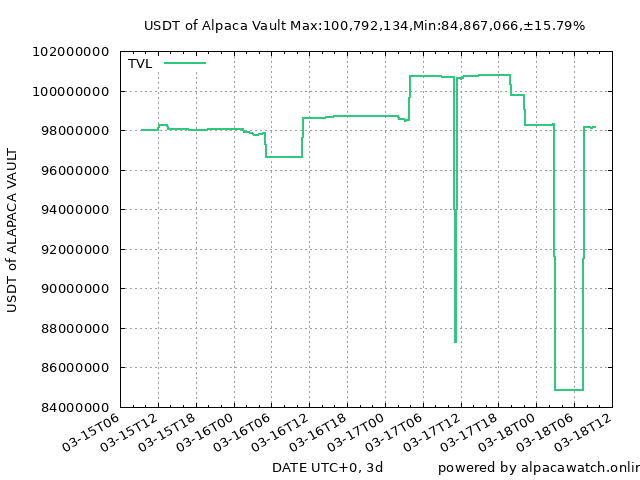 USDT of Alpaca Vault Max:100,792,134,Min:84,867,066,±15.79%
TVL
102000000
100000000
98000000
96000000
94000000
92000000
90000000
88000000
86000000
84000000
USDT of ALAPACA VAULT
03-15T06
03-15T12
03-15T18
03-16T00
03-16T06
03-16T12
03-16T18
03-17T00
03-17T06
03-17T12
03-17T18
03-18T00
03-18T06
03-18T12
DATE UTC+0, 3d
powered by alpacawatch.onlin